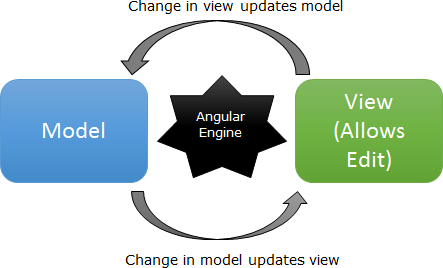 Change in view updates model
Model
Angular
Engine
View
(Allows
Edit)
Change in model updates view